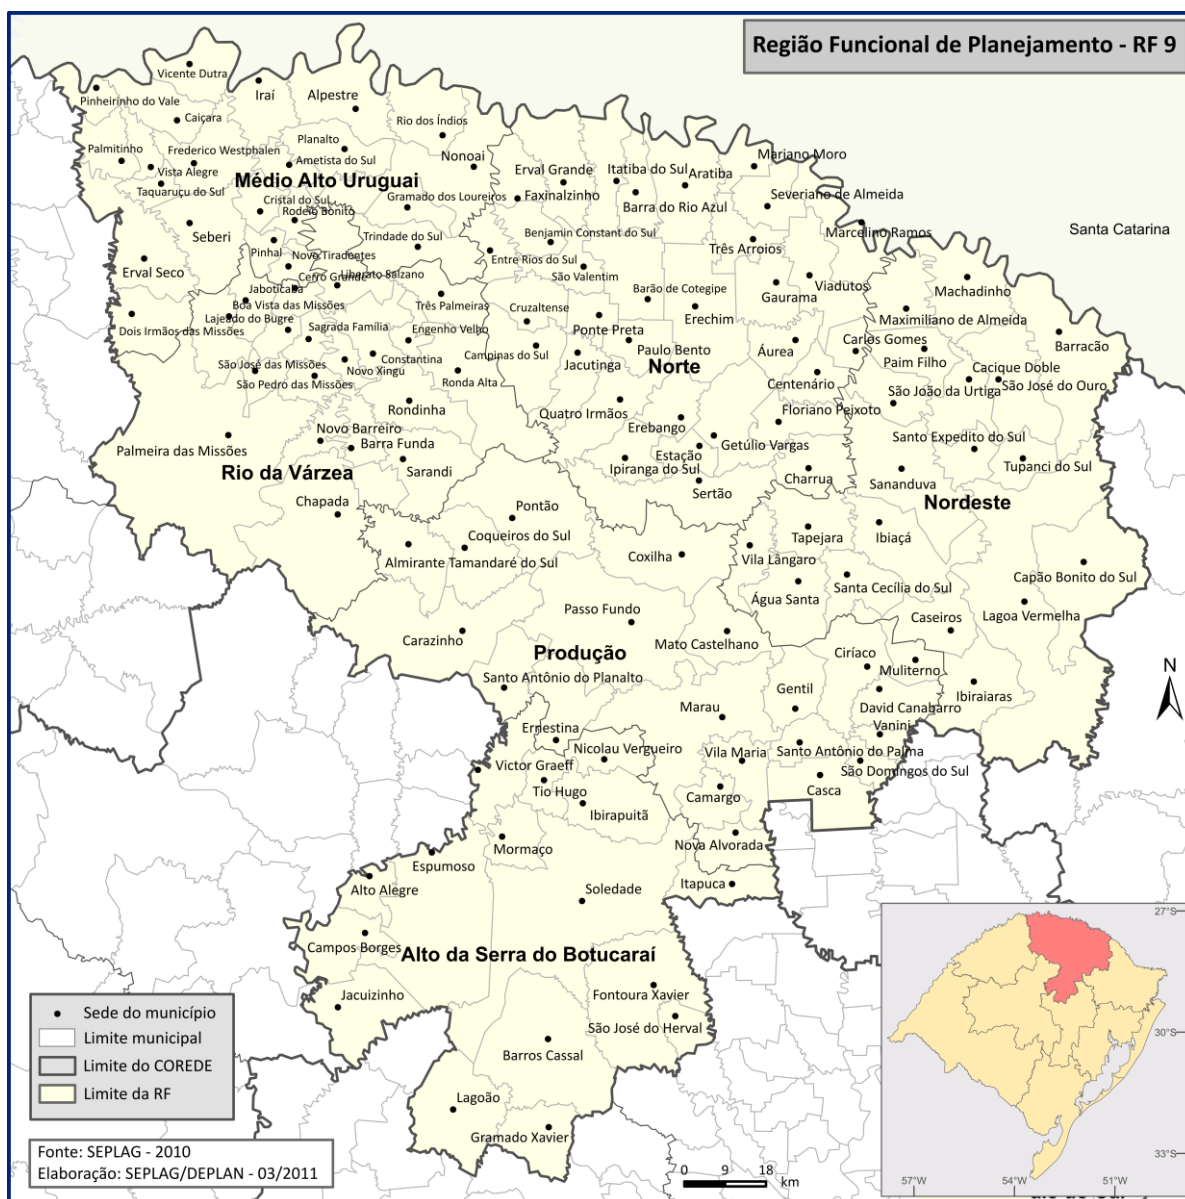 Região Funcional de Planejamento - RF 9
Vicente Dutra
Pinheirinho do Vale
Iraí
Alpestre
Caiçara
Rio dos Índios
Planalto
Palmitinho
Frederico Westphalen
Ametista do Sul
Nonoai
Vista Alegre
Médio Alto Uruguai
Taquaruçu do Sul
Cristal do Sul
Gramado dos Loureiros
Rodeio Bonito
Seberi
Trindade do Sul
Pinhal
Novo Tiradentes
Erval Seco
Cerro Grande
Liberato Salzano
Jaboticaba
Boa Vista das Missões
Três Palmeiras
Lajeado do Bugre
Dois Irmãos das Missões
Sagrada Família
Engenho Velho
São José das Missões
Constantina
Novo Xingu
São Pedro das Missões
Ronda Alta
Rondinha
Novo Barreiro
Palmeira das Missões
Barra Funda
Rio da Várzea
Sarandi
Chapada
Erval Grande
Itatiba do Sul
Aratiba
Mariano Moro
Faxinalzinho
Barra do Rio Azul
Severiano de Almeida
Marcelino Ramos
Santa Catarina
Benjamin Constant do Sul
Três Arroios
Entre Rios do Sul
São Valentim
Viadutos
Gaurama
Barão de Cotegipe
Erechim
Cruzaltense
Ponte Preta
Campinas do Sul
Jacutinga
Paulo Bento
Áurea
Norte
Carlos Gomes
Centenário
Quatro Irmãos
Floriano Peixoto
Erebango
Estação
Getúlio Vargas
Ipiranga do Sul
Sertão
Charrua
Machadinho
Maximiliano de Almeida
Barracão
Paim Filho
Cacique Doble
São João da Urtiga
São José do Ouro
Santo Expedito do Sul
Tupanci do Sul
Sananduva
Nordeste
Ibiaçá
Tapejara
Vila Lângaro
Água Santa
Santa Cecília do Sul
Capão Bonito do Sul
Lagoa Vermelha
Caseiros
Ibiraiaras
Pontão
Coqueiros do Sul
Almirante Tamandaré do Sul
Coxilha
Passo Fundo
Carazinho
Mato Castelhano
Produção
Santo Antônio do Planalto
Ciríaco
Muliterno
Gentil
David Canabarro
Marau
Vanini
Ernestina
Nicolau Vergueiro
Vila Maria
Santo Antônio do Palma
São Domingos do Sul
Victor Graeff
Tio Hugo
Casca
Camargo
Ibirapuitã
Mormaço
Nova Alvorada
Espumoso
Alto Alegre
Itapuca
Soledade
Campos Borges
Alto da Serra do Botucaraí
Jacuizinho
Fontoura Xavier
São José do Herval
Barros Cassal
Lagoão
Gramado Xavier
N
Sede do município
Limite municipal
Limite do COREDE
Limite da RF
Fonte: SEPLAG - 2010
Elaboração: SEPLAG/DEPLAN - 03/2011
0 9 18
km
27°S
30°S
33°S
57°W 54°W 51°W